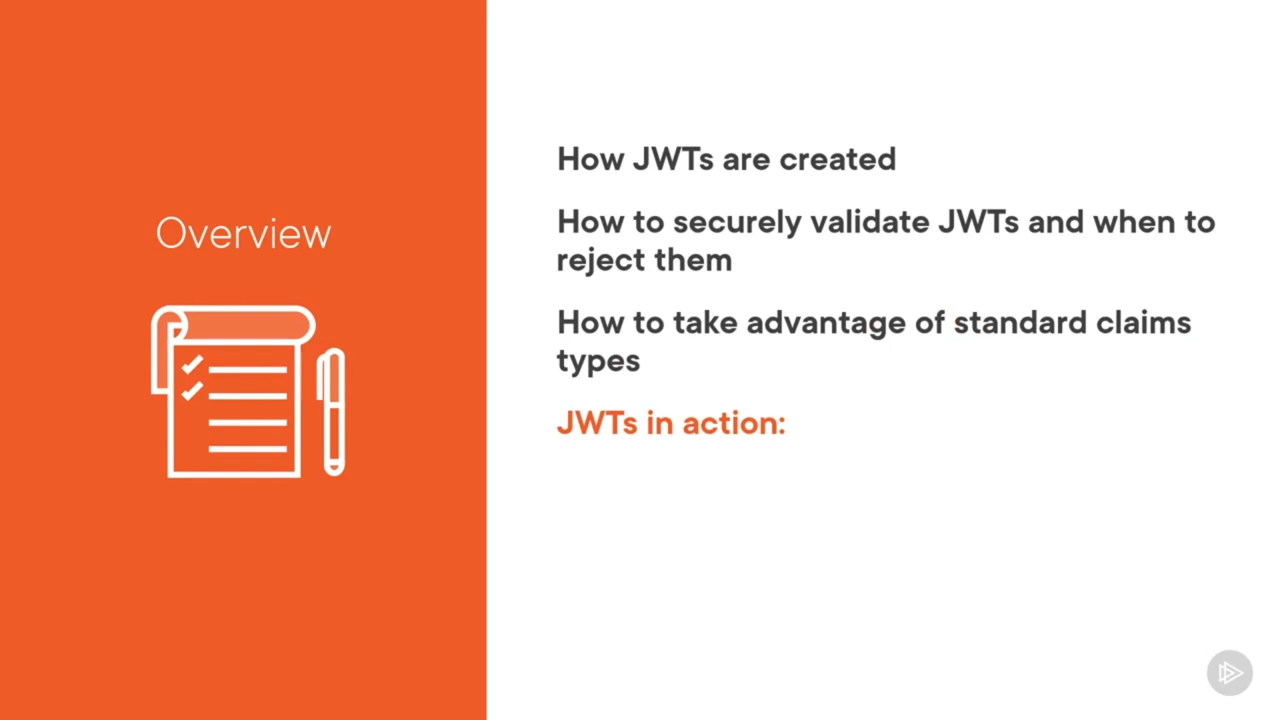 Overview
How JWTs are created
How to securely validate JWTs and when to
reject them
How to take advantage of standard claims
types
JWTs in action: